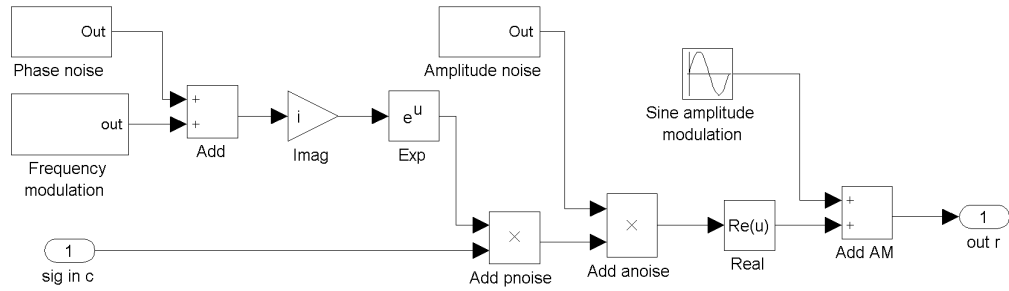 Out
Phase noise
out
Frequency
modulation
+
+
Add
i
Imag
e^u
Exp
Out
Amplitude noise
Sine amplitude
modulation
1
sig in c
×
Add pnoise
×
Add anoise
Re(u)
Real
+
+
Add AM
1
out r